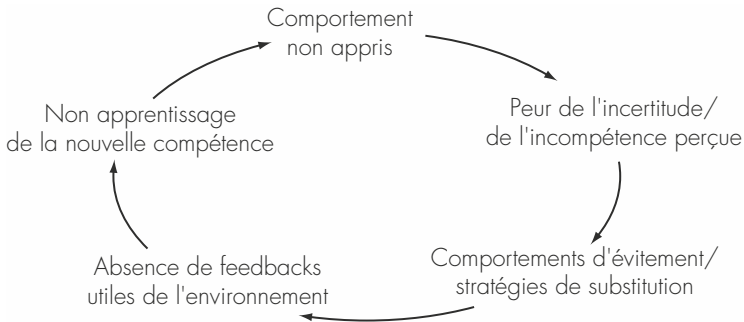 Comportement
non appris
Peur de l'incertitude/
de l'incompétence perçue
Comportements d'évitement/
stratégies de substitution
Absence de feedbacks
utiles de l'environnement
Non apprentissage
de la nouvelle compétence